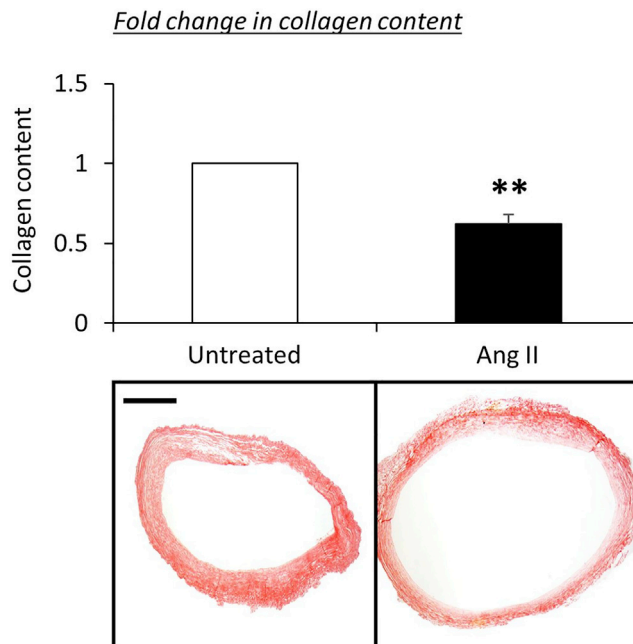 Fold change in collagen content
1.5
1
0.5
0
Collagen content
**
Untreated
Ang II